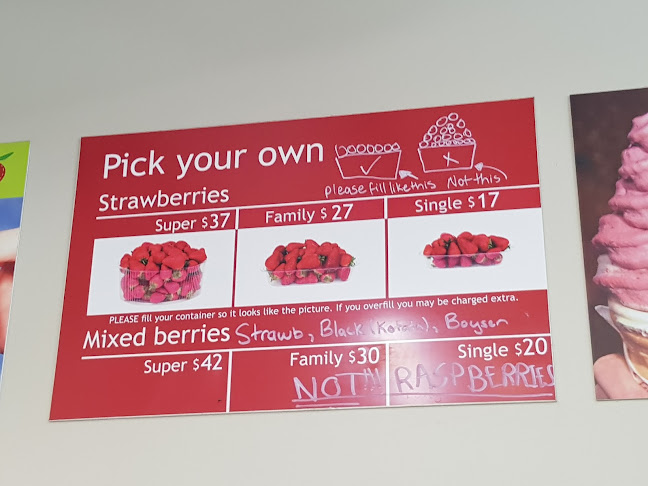 Pick your own
please fill like this Not this
Strawberries
Super $37 Family $27 Single $17
PLEASE fill your container so it looks like the picture. If you overfill you may be charged extra.
Mixed berries Strawb, Black (Kotata), Boysen
Super $42 Family $30 Single $20
NOT!!! RASPBERRIES